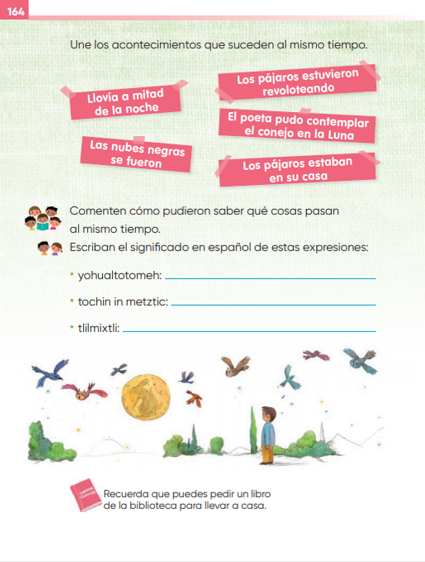 164
Une los acontecimientos que suceden al mismo tiempo.
Llovía a mitad
de la noche
Las nubes negras
se fueron
Los pájaros estuvieron
revoloteando
El poeta pudo contemplar
el conejo en la Luna
Los pájaros estaban
en su casa
Comenten cómo pudieron saber qué cosas pasan
al mismo tiempo.
Escriban el significado en español de estas expresiones:
• yohualtotomeh:
• tochin in metztic:
• tlilmixtli:
Recuerda que puedes pedir un libro
de la biblioteca para llevar a casa.